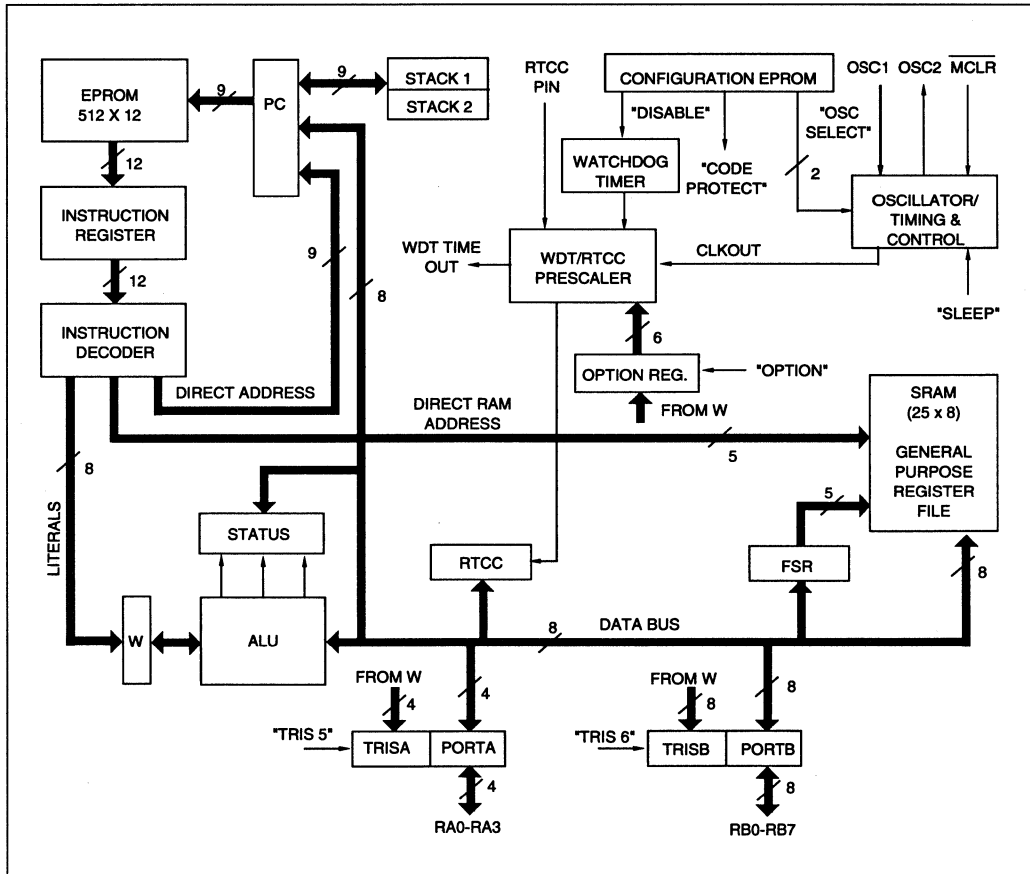 EPROM
512 X 12
9
PC
9
STACK 1
STACK 2
RTCC
PIN
CONFIGURATION EPROM
OSC1 OSC2 MCLR
"DISABLE"
"OSC
SELECT"
12
WATCHDOG
TIMER
"CODE
PROTECT"
2
INSTRUCTION
REGISTER
OSCILLATOR/
TIMING &
CONTROL
9
WDT TIME
OUT
WDT/RTCC
PRESCALER
CLKOUT
12
8
"SLEEP"
INSTRUCTION
DECODER
6
OPTION REG.
"OPTION"
DIRECT ADDRESS
DIRECT RAM
ADDRESS
FROM W
SRAM
(25 x 8)
GENERAL
PURPOSE
REGISTER
FILE
5
8
LITERALS
STATUS
5
RTCC
FSR
8
W
ALU
8
DATA BUS
FROM W
4
4
FROM W
8
8
"TRIS 5"
TRISA
PORTA
"TRIS 6"
TRISB
PORTB
4
8
RA0-RA3
RB0-RB7